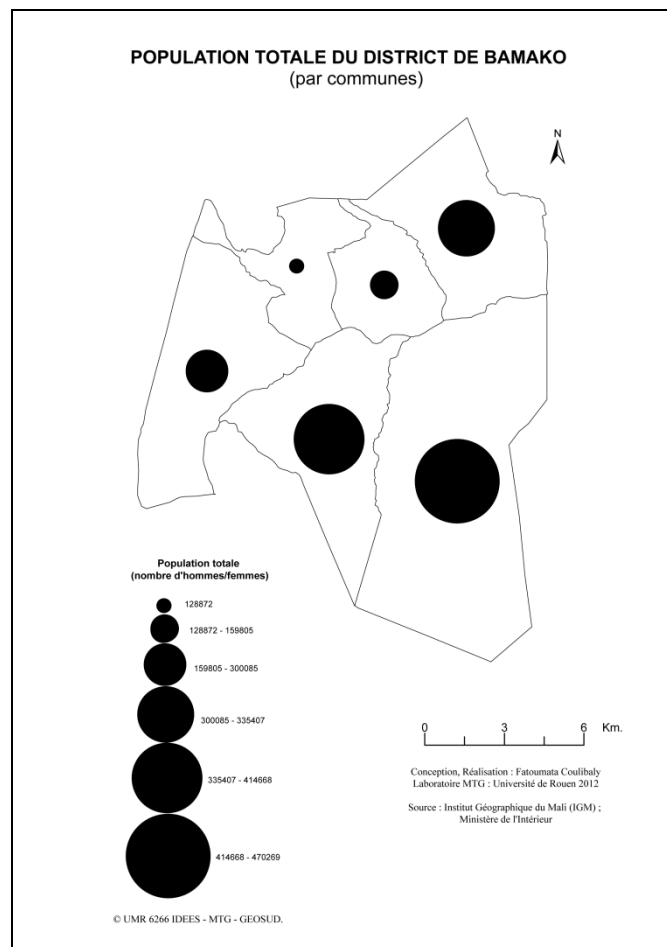 POPULATION TOTALE DU DISTRICT DE BAMAKO
(par communes)
N
Population totale
(nombre d'hommes/femmes)
128872
128872 - 159805
159805 - 300085
300085 - 335407
335407 - 414668
414668 - 470269
0 3 6 Km.
Conception, Réalisation : Fatoumata Coulibaly
Laboratoire MTG : Université de Rouen 2012
Source : Institut Géographique du Mali (IGM) ;
Ministère de l'Intérieur
© UMR 6266 IDEES - MTG - GEOSUD.